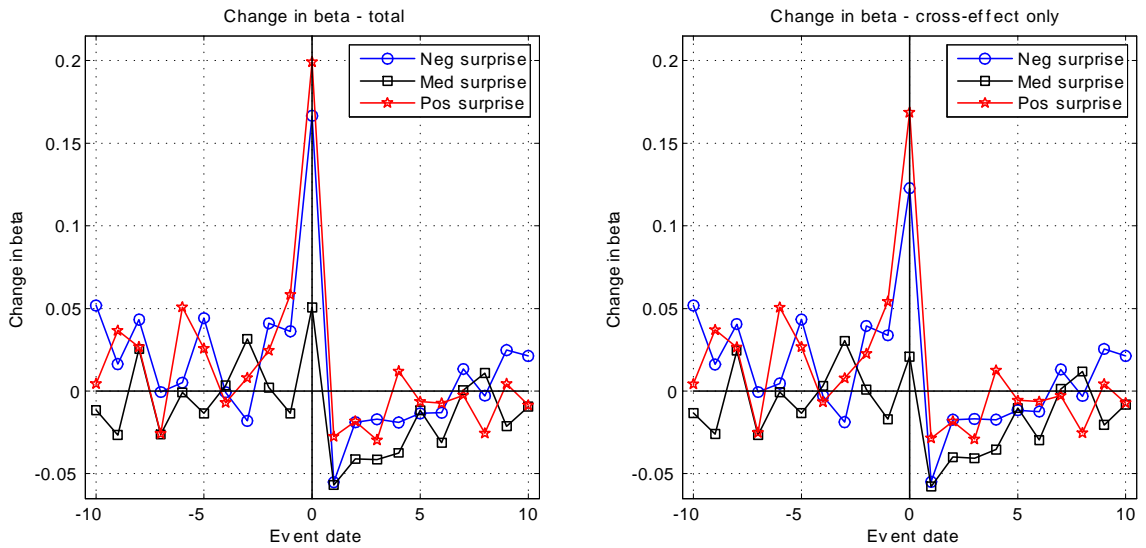 Change in beta - total
Change in beta
0.2
0.15
0.1
0.05
0
-0.05
-10
-5
0
5
10
Event date
Neg surprise
Med surprise
Pos surprise
Change in beta - cross-effect only
Change in beta
0.2
0.15
0.1
0.05
0
-0.05
-10
-5
0
5
10
Event date
Neg surprise
Med surprise
Pos surprise